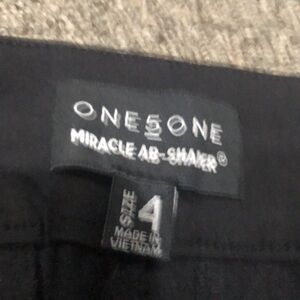 ONE5ONE
MIRACLE AB-SHAPER®
SIZE
4
MADE IN
VIETNAM